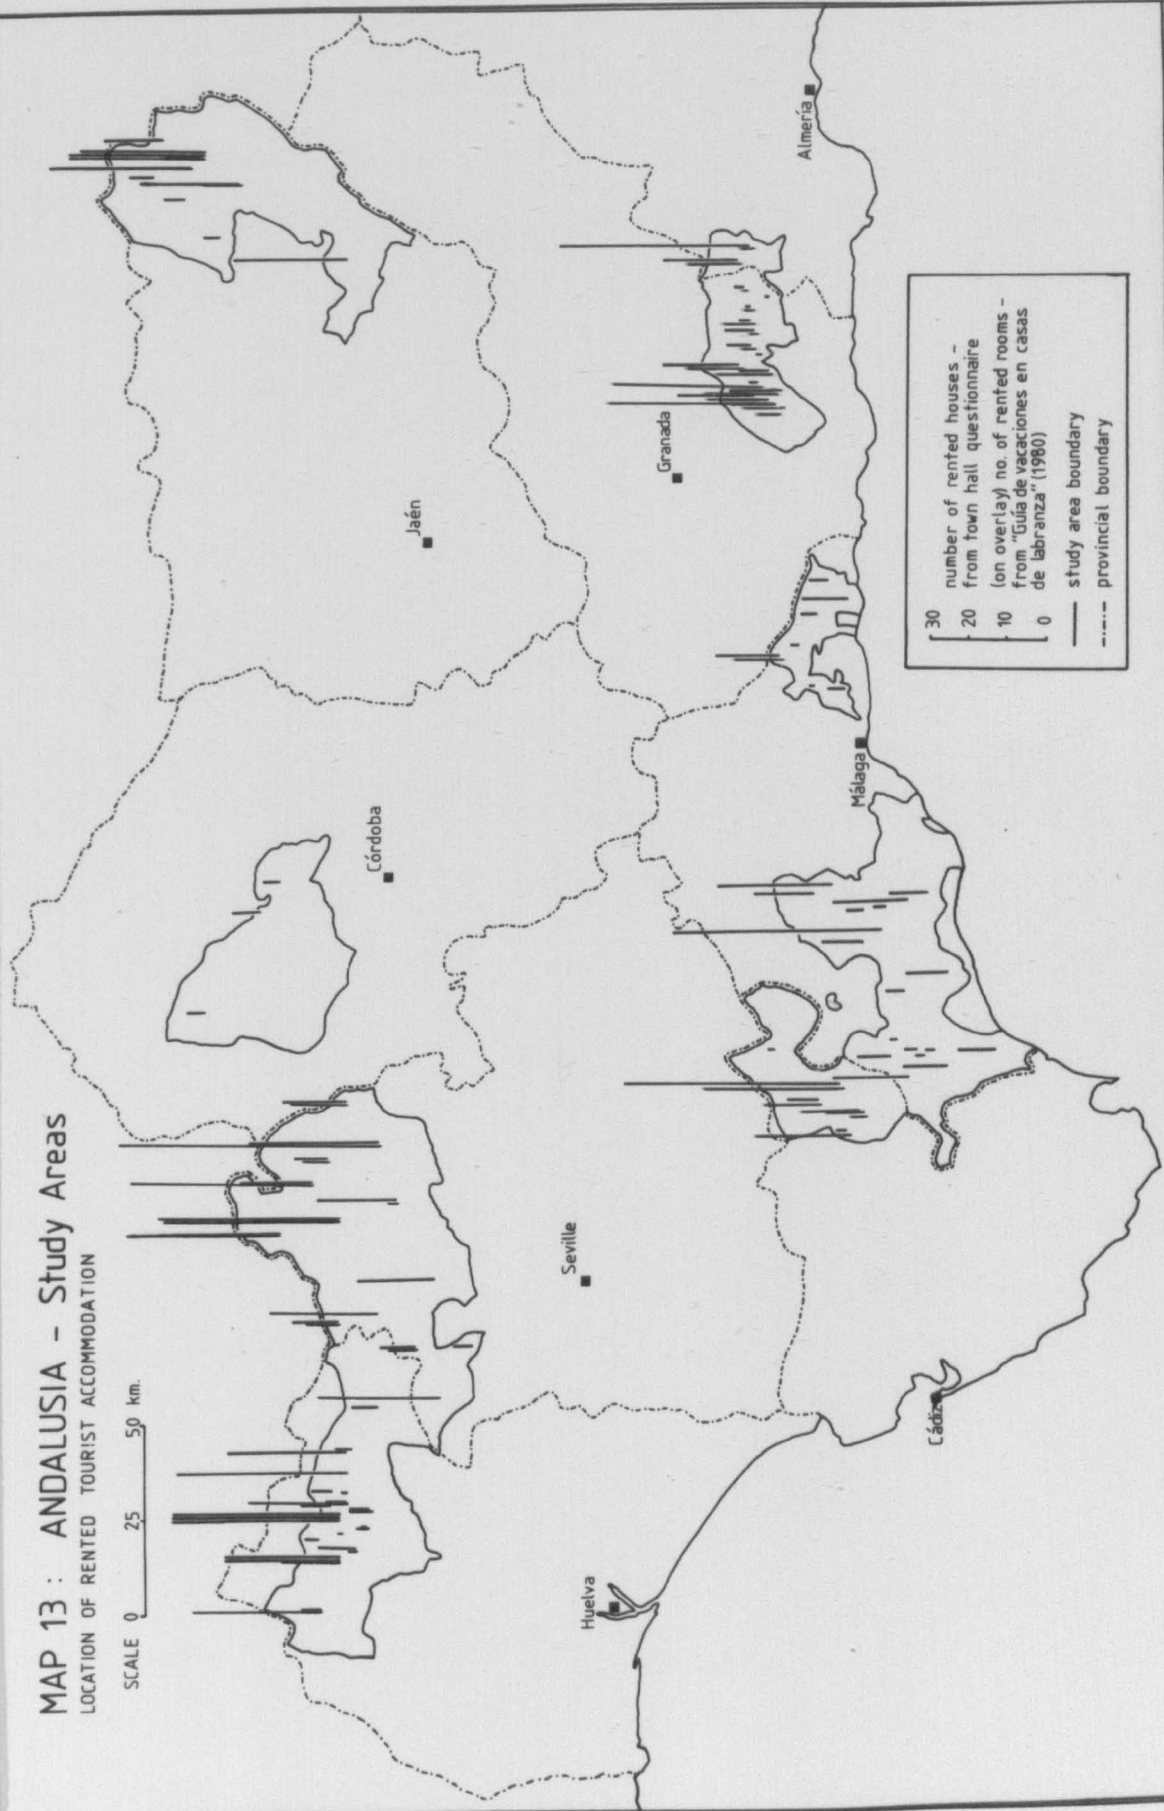 MAP 13 : ANDALUSIA - Study Areas
LOCATION OF RENTED TOURIST ACCOMMODATION
SCALE 0 25 50 km.
Huelva
Seville
Cádiz
Córdoba
Málaga
Jaén
Granada
Almería
30
20
10
0
number of rented houses -
from town hall questionnaire
(on overlay) no. of rented rooms -
from "Guía de vacaciones en casas
de labranza" (1980)
study area boundary
provincial boundary